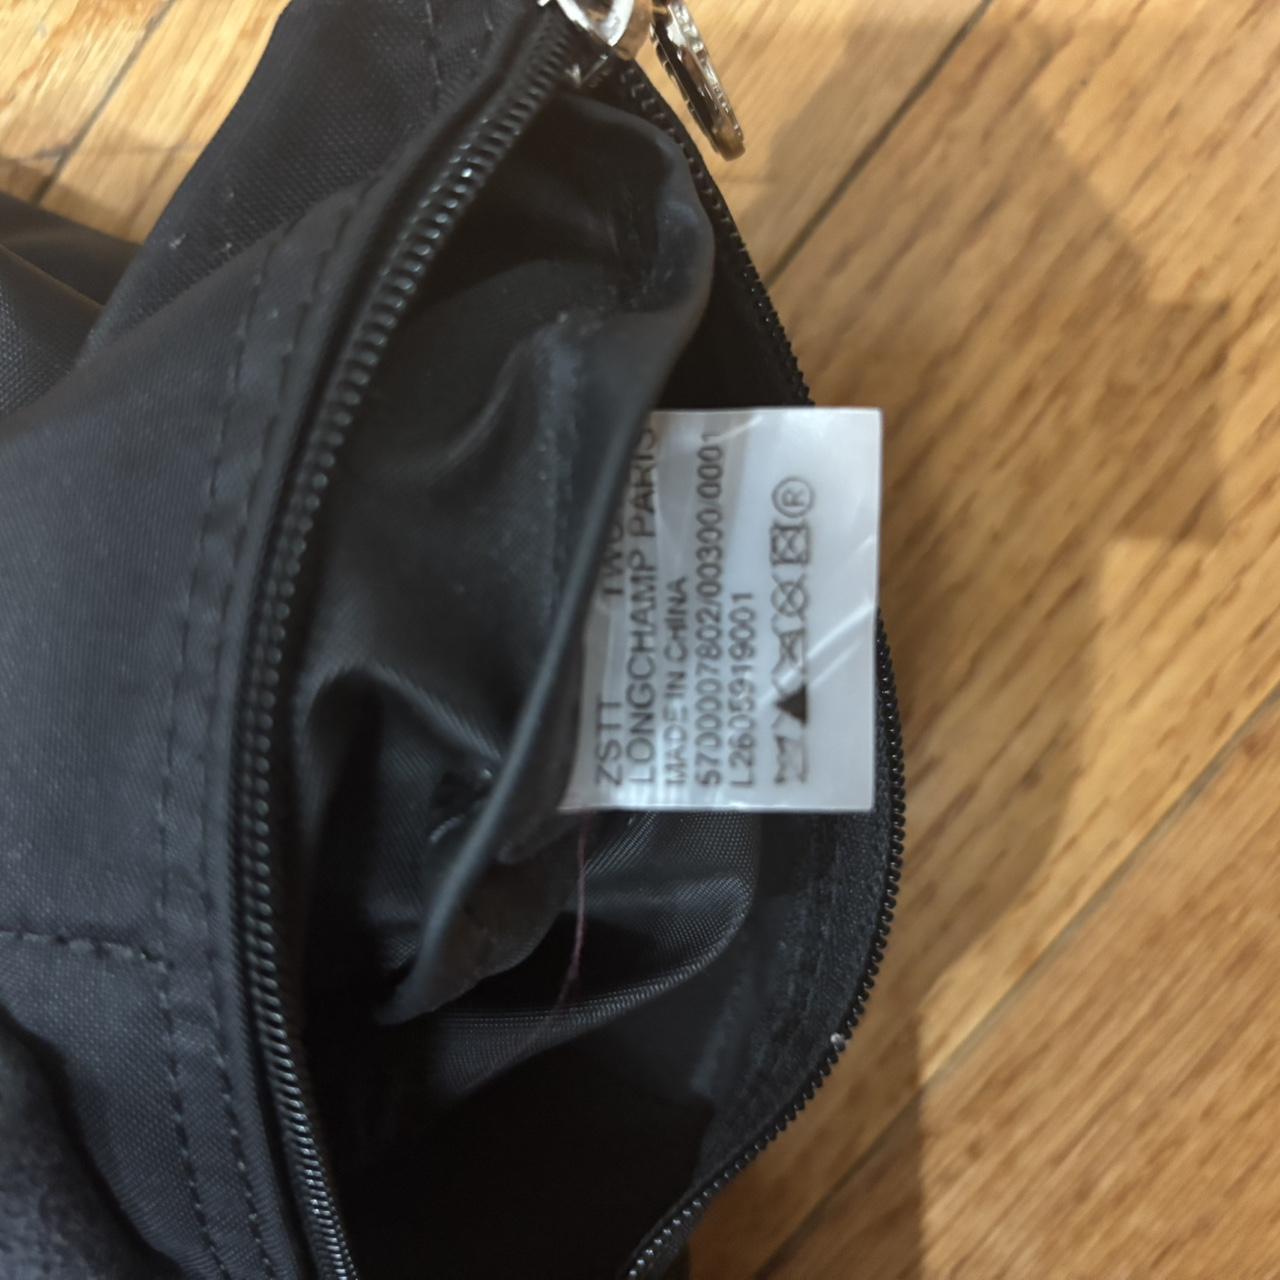 ZSTT
LONGCHAMP PARIS
MADE IN CHINA
5700007802/00300/0001
L2605919001
®